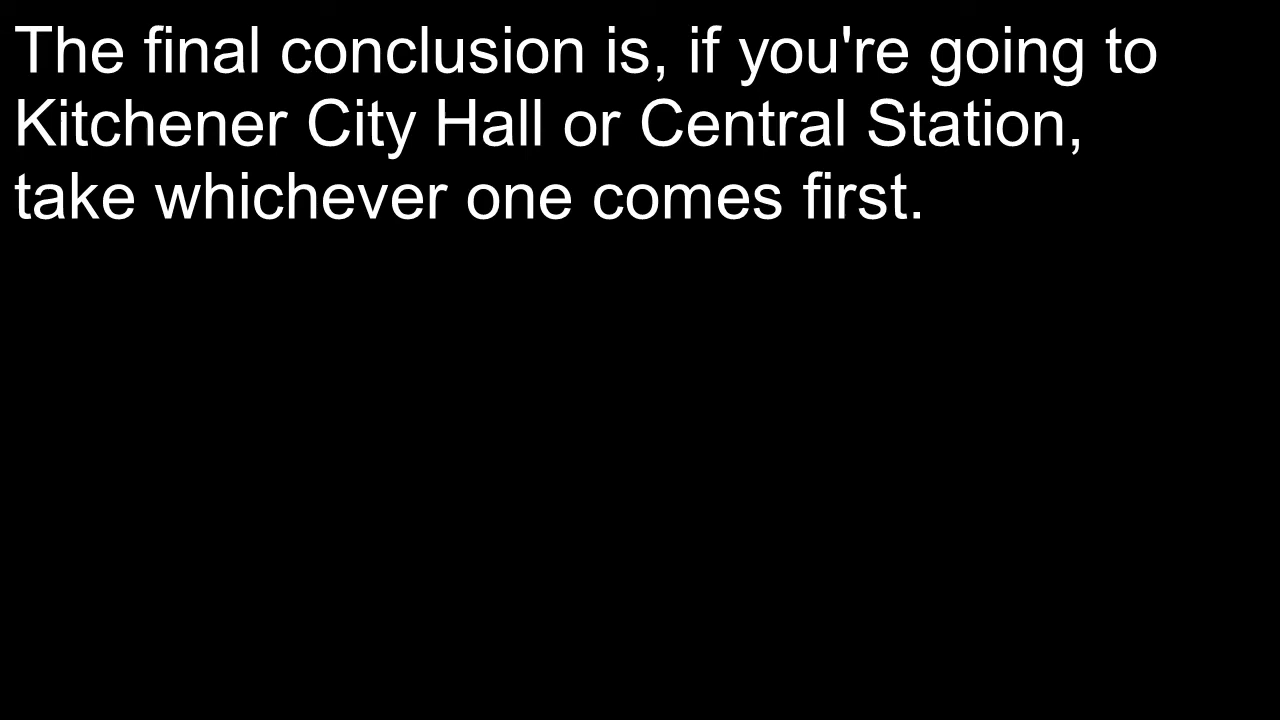 The final conclusion is, if you're going to
Kitchener City Hall or Central Station,
take whichever one comes first.